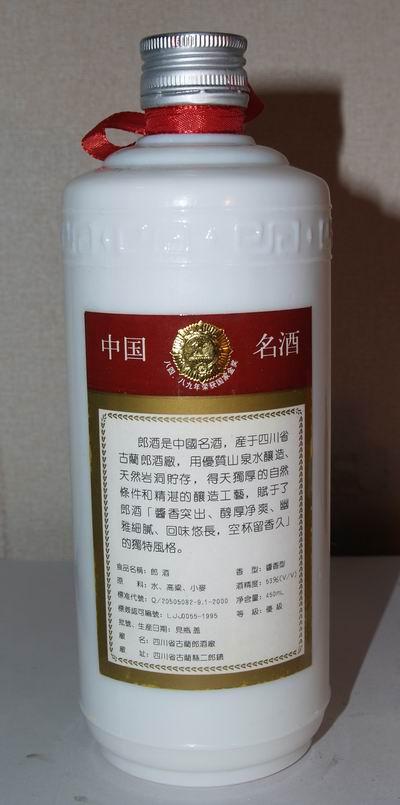 中国 名酒
八四、八九年荣获国家金奖
郎酒是中國名酒，産于四川省
古藺郎酒廠，用優質山泉水釀造、
天然岩洞貯存，得天獨厚的自然
條件和精湛的釀造工藝，賦于了
郎酒「醬香突出、醇厚净爽、幽
雅細膩、回味悠長，空杯留香久」
的獨特風格。
食品名稱：郎 酒 香 型：醬香型
原 料：水、高粱、小麥 酒精度：53%(V/V)
標准代號：Q/20505082-9.1-2000 净含量：450mL
標簽認可編號：LJJ0055-1995 等 級：優級
批號、生産日期：見瓶蓋
廠 名：四川省古藺郎酒廠
廠 址：四川省古藺縣二郎鎮